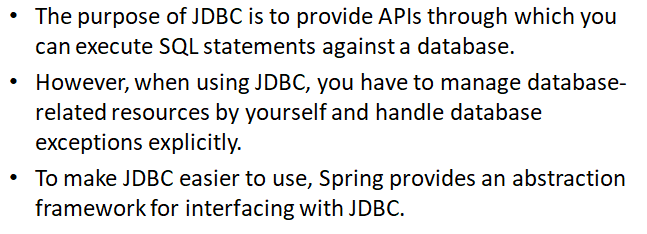 • The purpose of JDBC is to provide APIs through which you
can execute SQL statements against a database.
• However, when using JDBC, you have to manage database-
related resources by yourself and handle database
exceptions explicitly.
• To make JDBC easier to use, Spring provides an abstraction
framework for interfacing with JDBC.